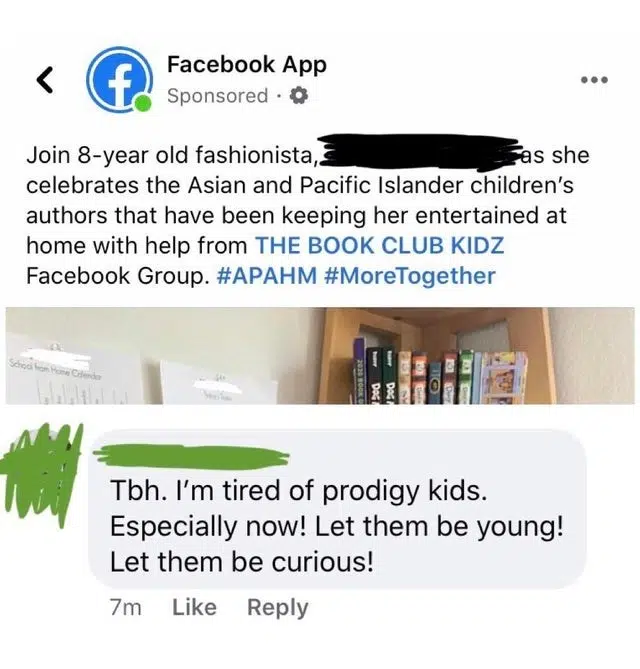 Facebook App
Sponsored ·
Join 8-year old fashionista, as she
celebrates the Asian and Pacific Islander children's
authors that have been keeping her entertained at
home with help from THE BOOK CLUB KIDZ
Facebook Group. #APAHM #MoreTogether
School from Home Calendar
Tbh. I'm tired of prodigy kids.
Especially now! Let them be young!
Let them be curious!
7m Like Reply